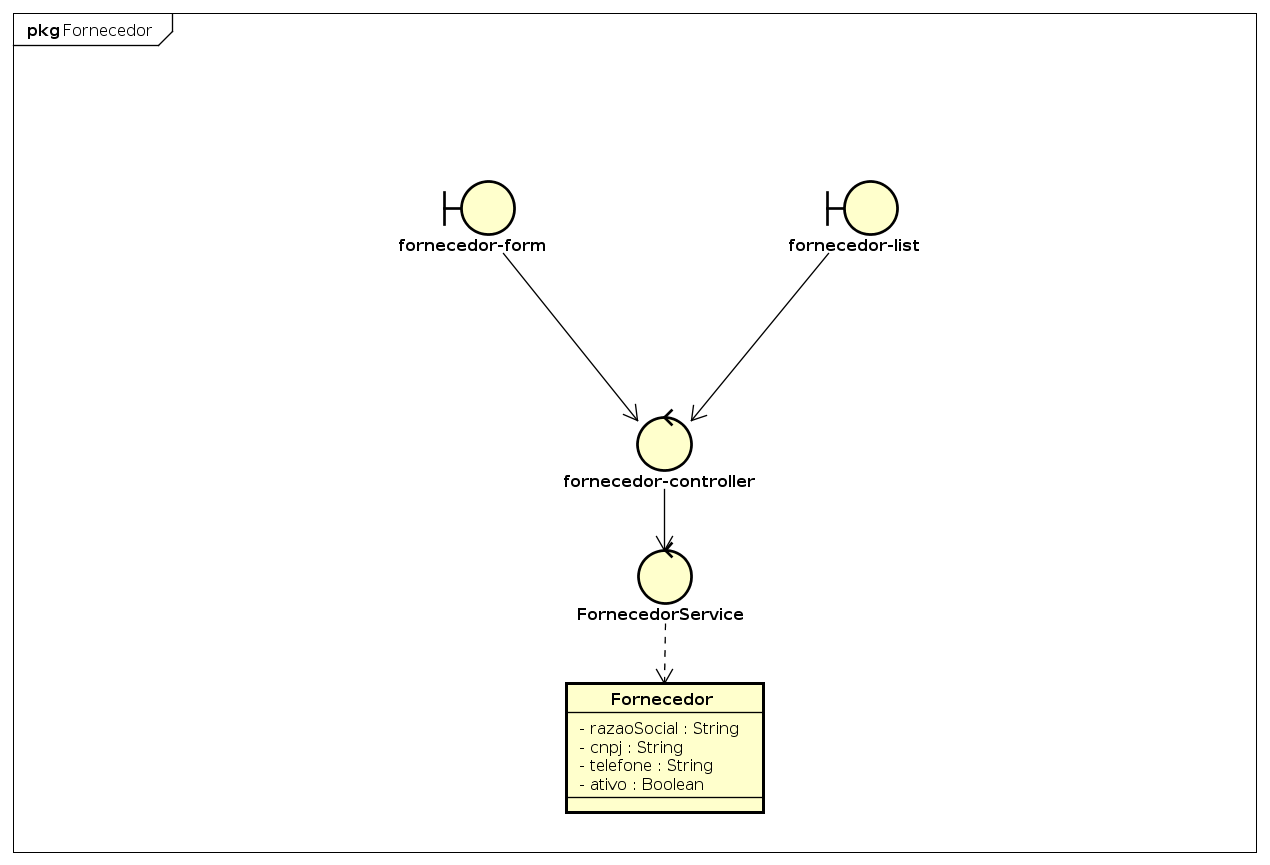 pkg Fornecedor
fornecedor-form
fornecedor-list
fornecedor-controller
FornecedorService
Fornecedor
- razaoSocial : String
- cnpj : String
- telefone : String
- ativo : Boolean